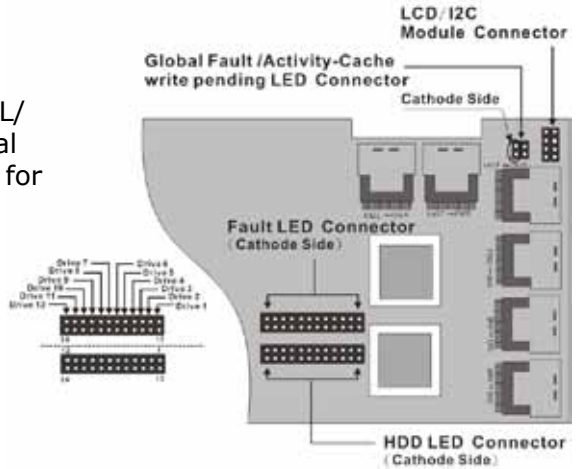 LCD/I2C
Module Connector
Global Fault /Activity-Cache
write pending LED Connector
Cathode Side
L/
al
for
Fault LED Connector
(Cathode Side)
Drive 7
Drive 8
Drive 9
Drive 10
Drive 11
Drive 12
Drive 6
Drive 5
Drive 4
Drive 3
Drive 2
Drive 1
HDD LED Connector
(Cathode Side)